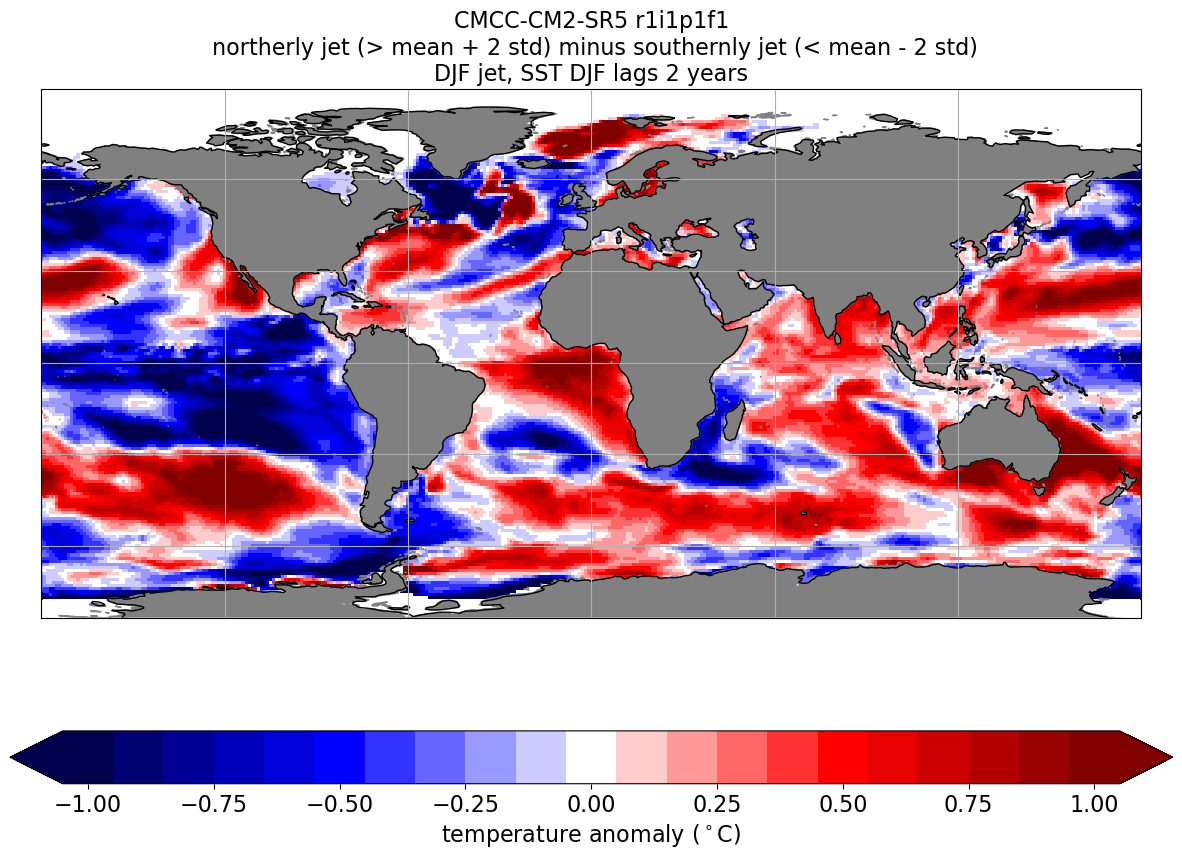 CMCC-CM2-SR5 r1i1p1f1
northerly jet (> mean + 2 std) minus southernly jet (< mean - 2 std)
DJF jet, SST DJF lags 2 years
−1.00 −0.75 −0.50 −0.25 0.00 0.25 0.50 0.75 1.00
temperature anomaly (°C)